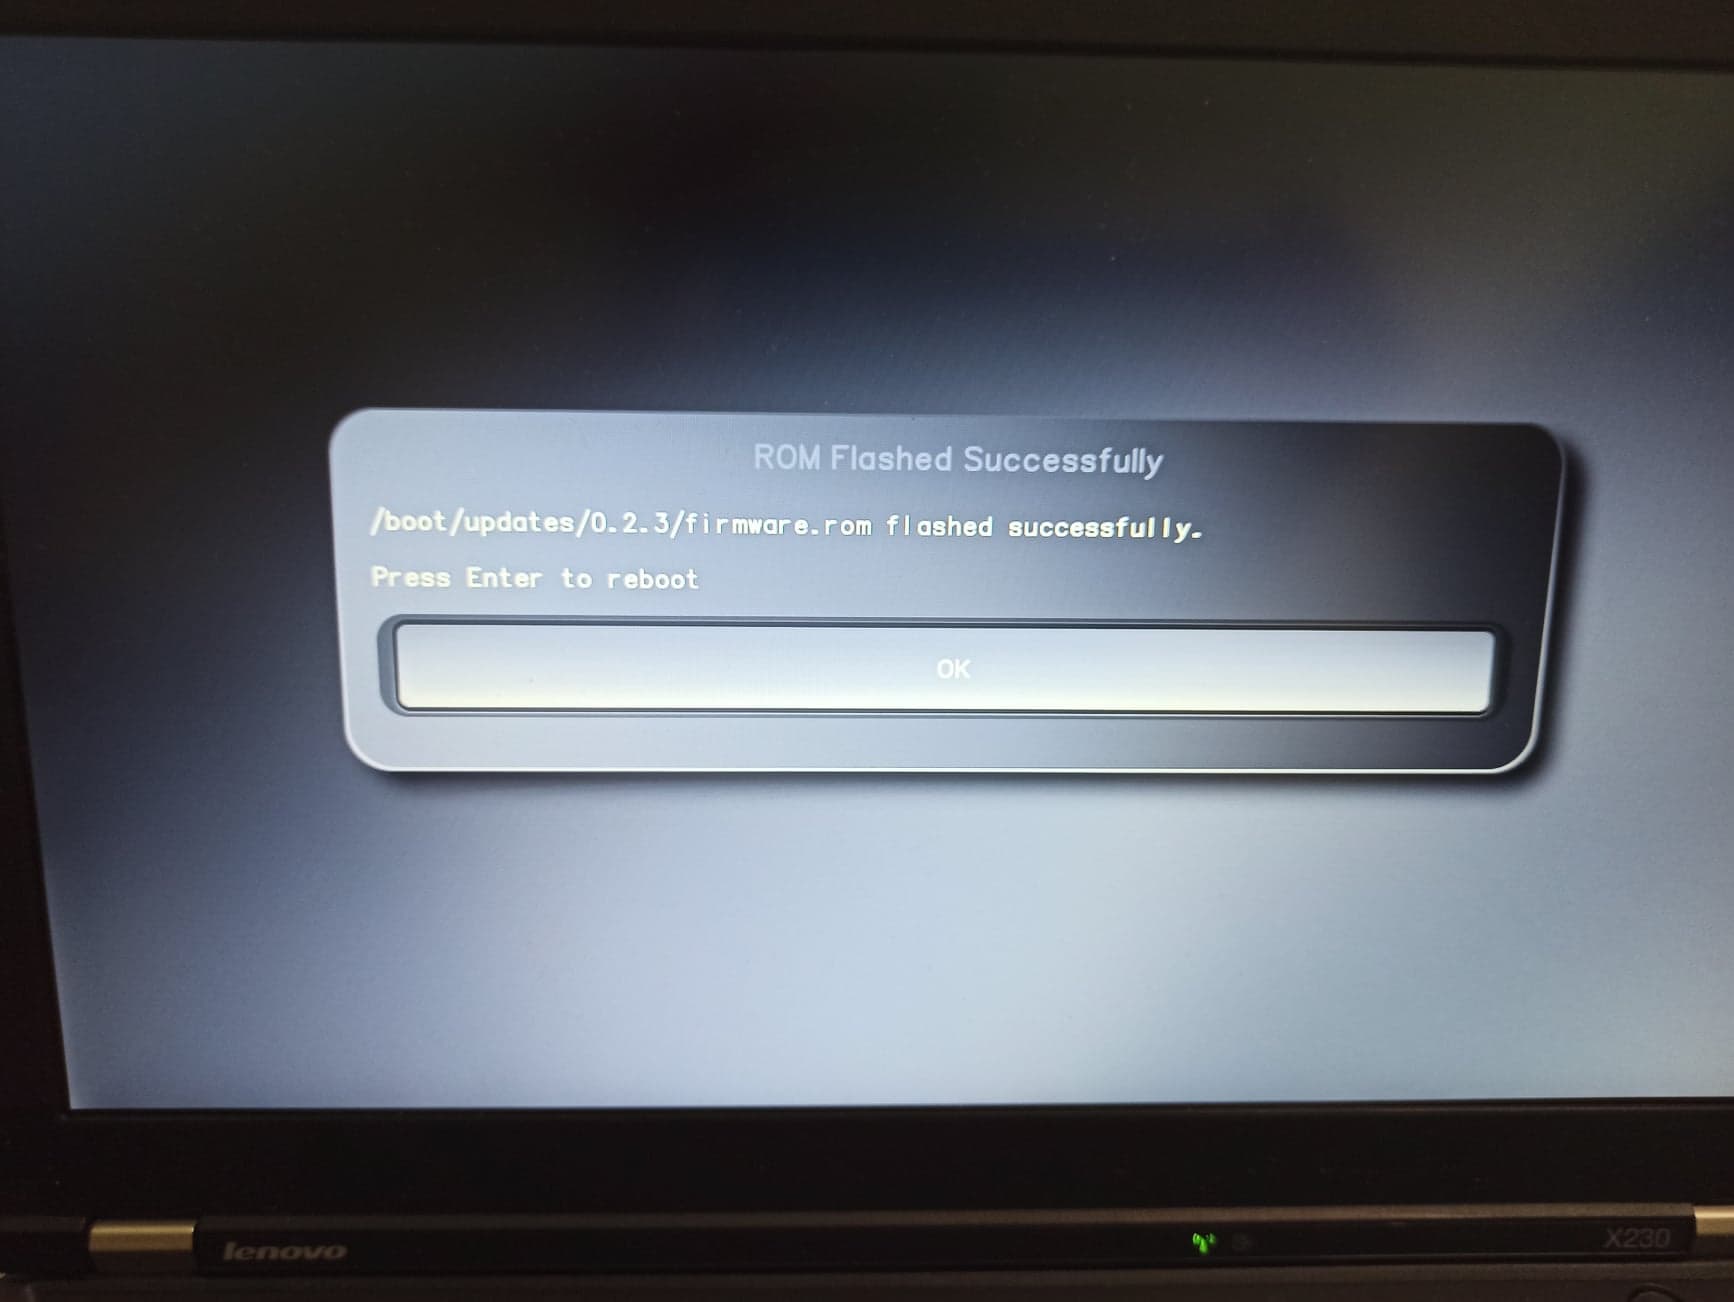 ROM Flashed Successfully
/boot/updates/0.2.3/firmware.rom flashed successfully.
Press Enter to reboot
OK
lenovo
X230